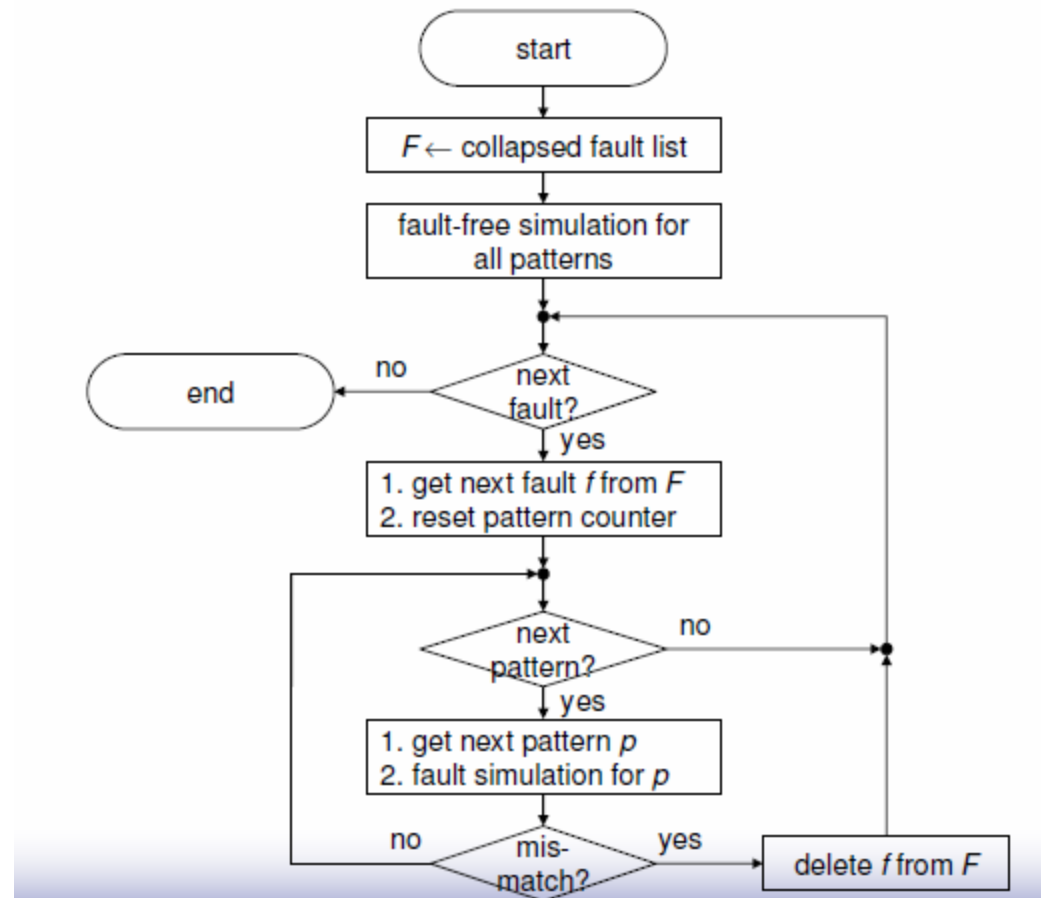 start
F ← collapsed fault list
fault-free simulation for
all patterns
no
end
next
fault?
yes
1. get next fault f from F
2. reset pattern counter
next
pattern?
no
yes
1. get next pattern p
2. fault simulation for p
no
mis-
match?
yes
delete f from F